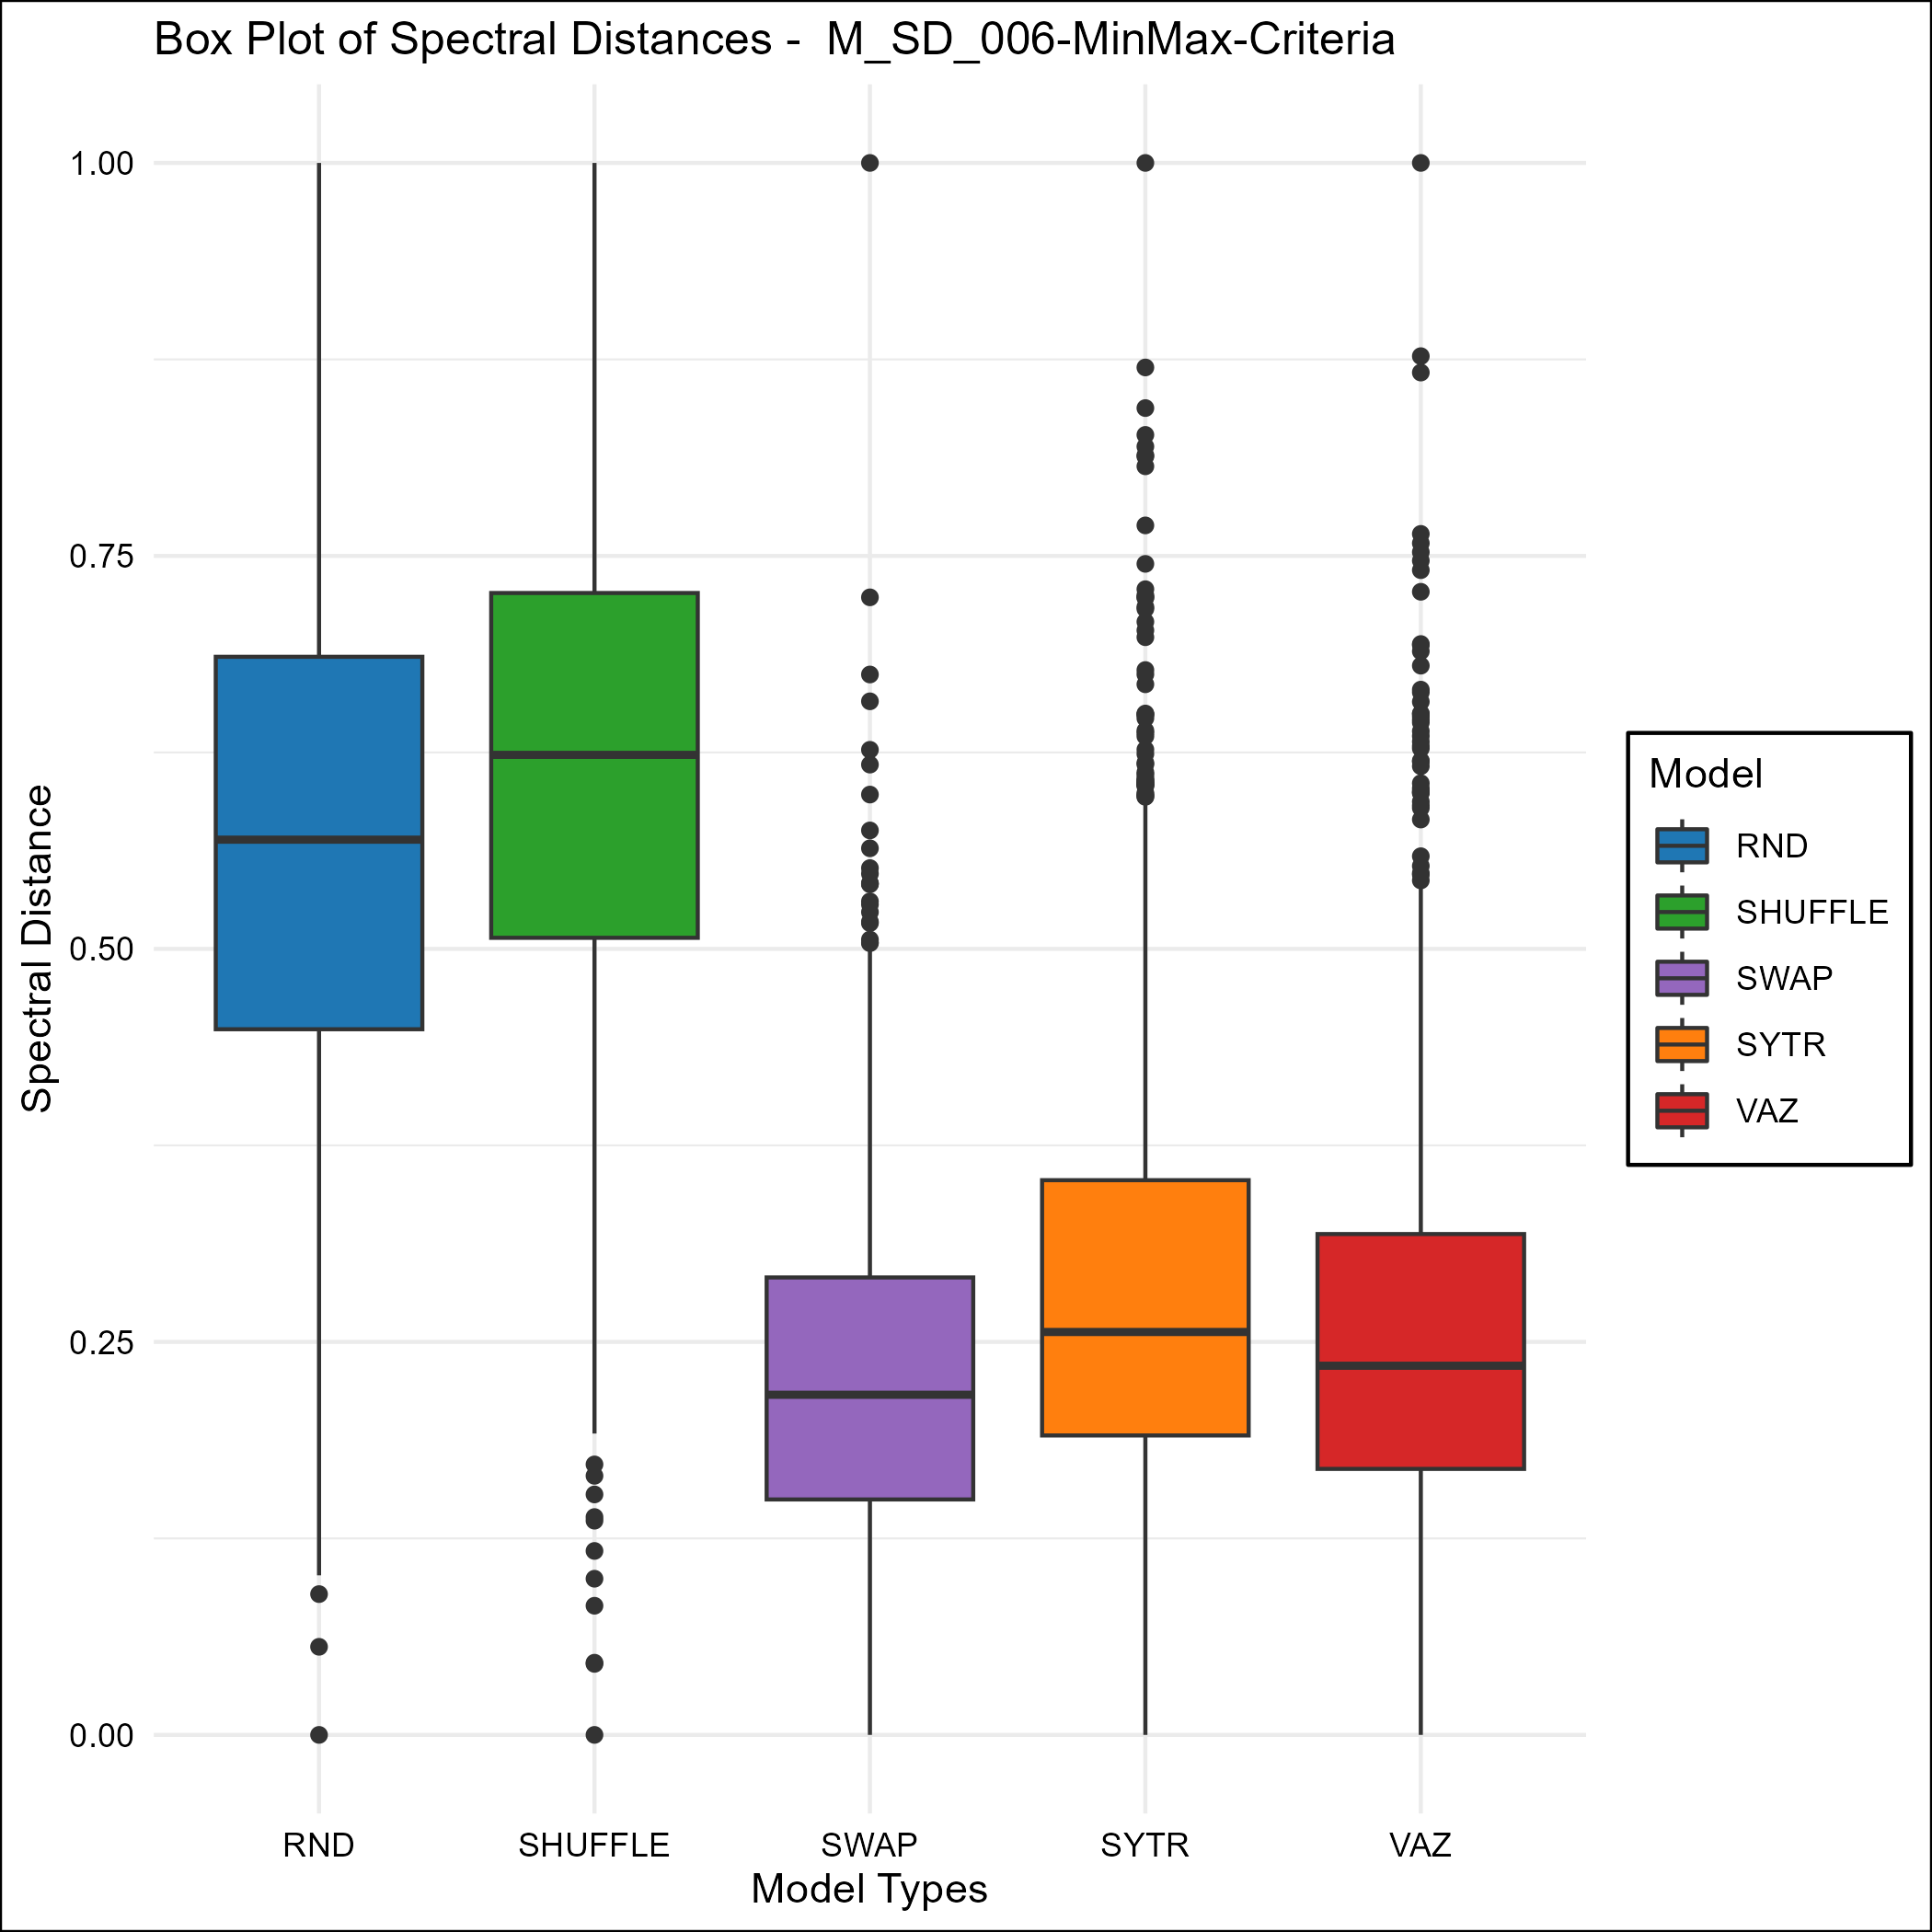 Box Plot of Spectral Distances -  M_SD_006-MinMax-Criteria
Spectral Distance
1.00
0.75
0.50
0.25
0.00
RND
SHUFFLE
SWAP
SYTR
VAZ
Model Types
Model
RND
SHUFFLE
SWAP
SYTR
VAZ